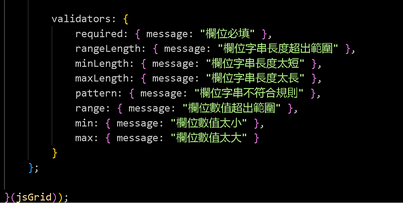 validators: {
required: { message: "欄位必填" },
rangeLength: { message: "欄位字串長度超出範圍" },
minLength: { message: "欄位字串長度太短" },
maxLength: { message: "欄位字串長度太長" },
pattern: { message: "欄位字串不符合規則" },
range: { message: "欄位數值超出範圍" },
min: { message: "欄位數值太小" },
max: { message: "欄位數值太大" }
}
};
}(jsGrid));